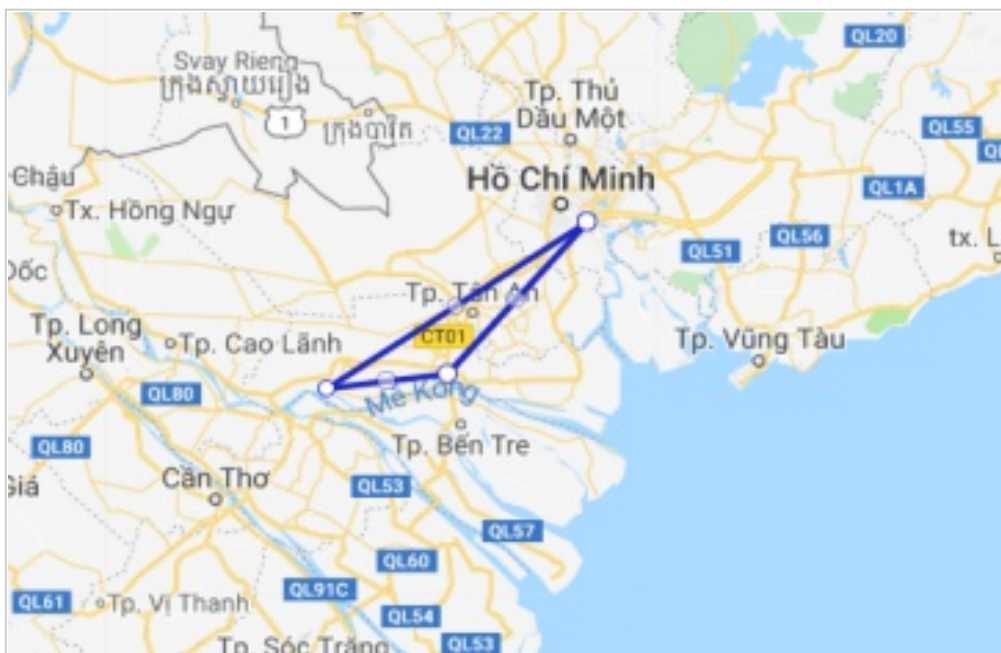 QL20
Svay Rieng
ក្រុងស្វាយរៀង
Tp. Thủ
Dầu Một
1
ក្រុងបាវិត
QL22
QL55
Chậu
Hồ Chí Minh
QL1A
Tx. Hồng Ngự
QL51
QL56
tx. L
Đốc
Tp. Tân An
Tp. Long
Xuyên
Tp. Cao Lãnh
CT01
Tp. Vũng Tàu
QL80
Mê Kông
QL80
Tp. Bến Tre
Giá
Cần Thơ
QL53
QL57
QL60
QL91C
QL61
Tp. Vị Thanh
QL54
Tp. Sóc Trăng
QL53